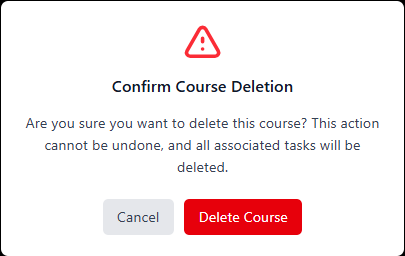 Confirm Course Deletion
Are you sure you want to delete this course? This action
cannot be undone, and all associated tasks will be
deleted.
Cancel
Delete Course